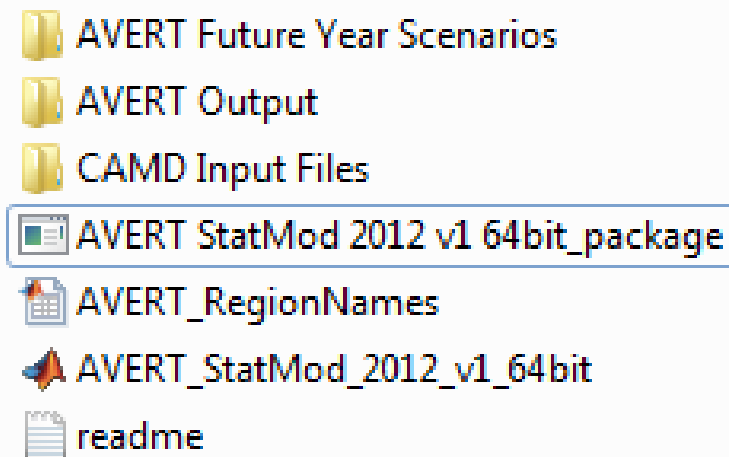 AVERT Future Year Scenarios
AVERT Output
CAMD Input Files
AVERT StatMod 2012 v1 64bit_package
AVERT_RegionNames
AVERT_StatMod_2012_v1_64bit
readme